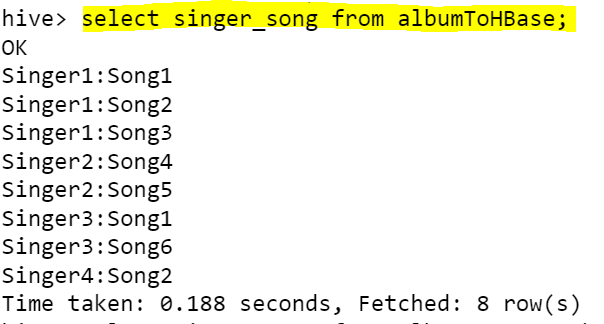 hive> select singer_song from albumToHBase;
OK
Singer1:Song1
Singer1:Song2
Singer1:Song3
Singer2:Song4
Singer2:Song5
Singer3:Song1
Singer3:Song6
Singer4:Song2
Time taken: 0.188 seconds, Fetched: 8 row(s)